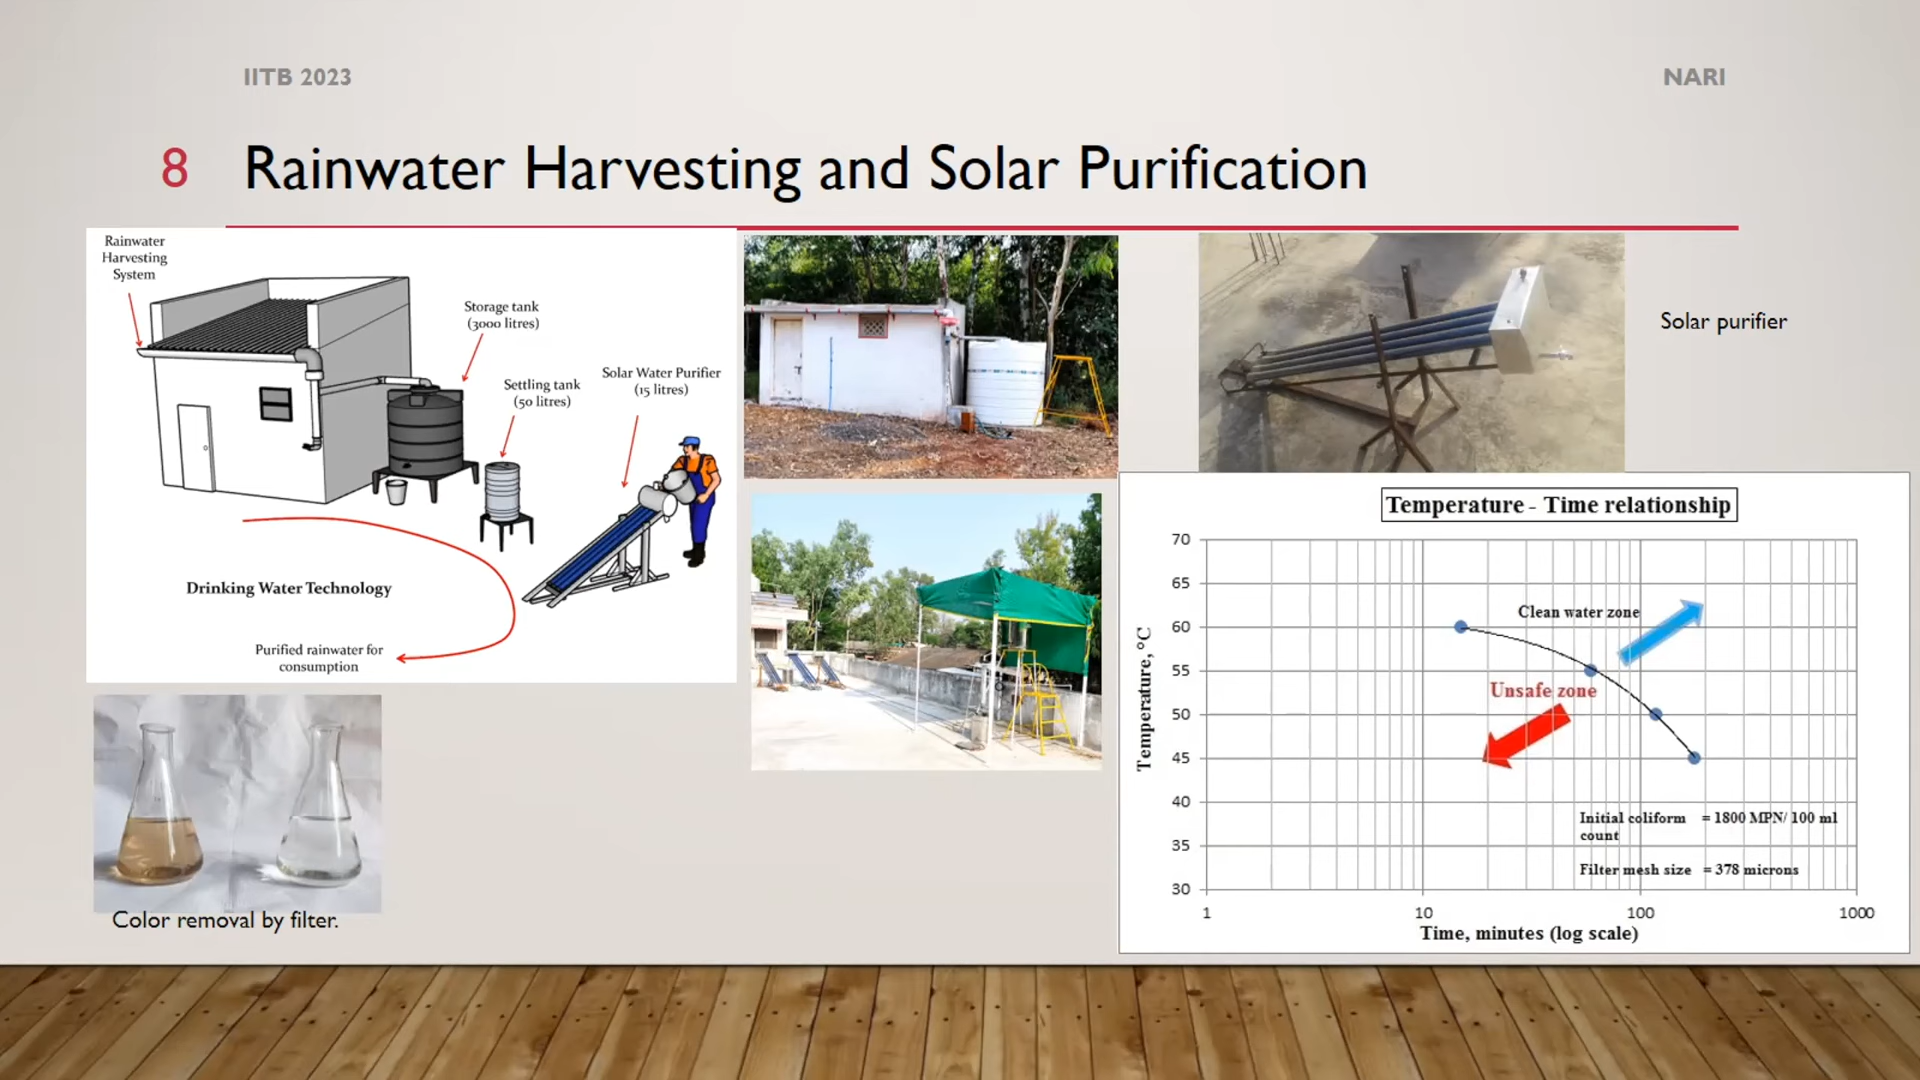 IITB 2023
NARI
8
Rainwater Harvesting and Solar Purification
Rainwater
Harvesting
System
Storage tank
(3000 litres)
Settling tank
(50 litres)
Solar Water Purifier
(15 litres)
Drinking Water Technology
Purified rainwater for
consumption
Color removal by filter.
Solar purifier
Temperature - Time relationship
Temperature, °C
70
65
60
55
50
45
40
35
30
Clean water zone
Unsafe zone
Initial coliform = 1800 MPN/ 100 ml
count
Filter mesh size = 378 microns
1
10
100
1000
Time, minutes (log scale)